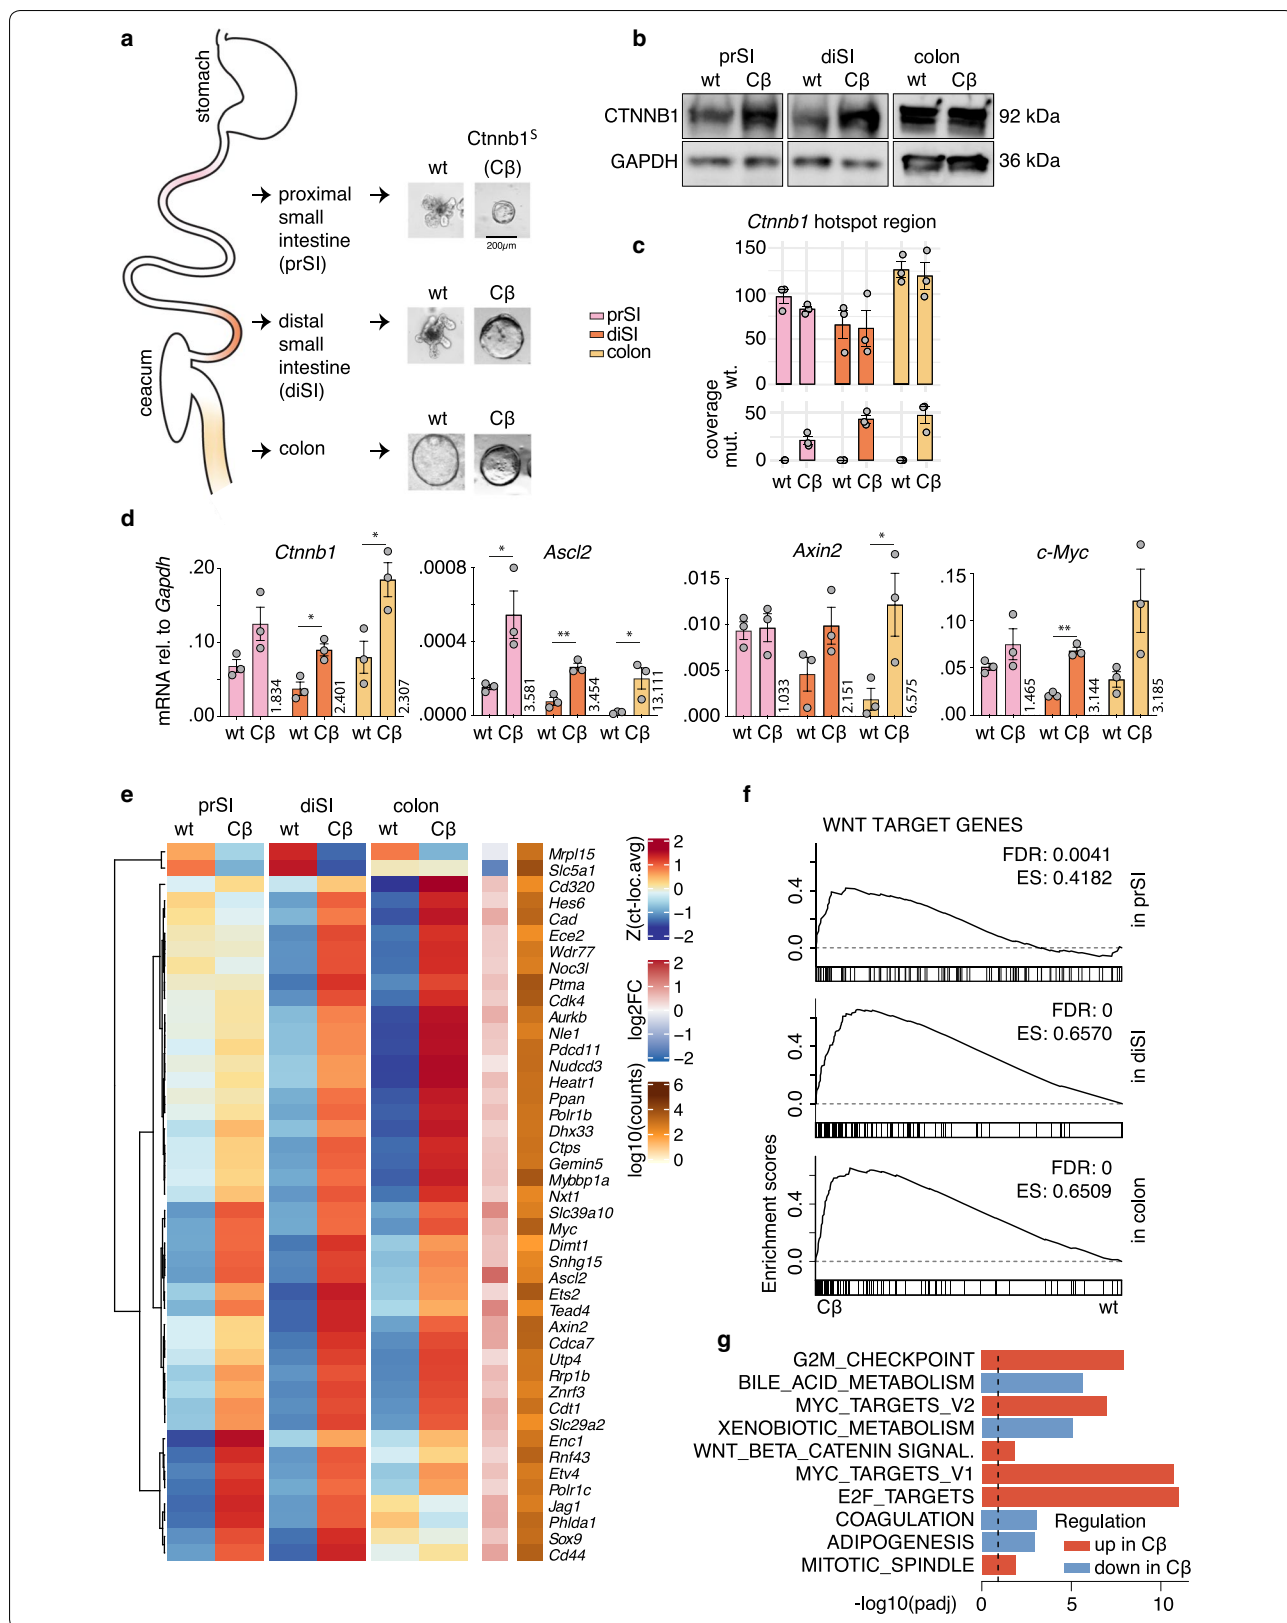 a
stomach
ceacum
proximal
small
intestine
(prSI)
distal
small
intestine
(diSI)
colon
Ctnnb1S
wt
(Cβ)
200µm
wt
Cβ
wt
Cβ
b
prSI
diSI
colon
wt
Cβ
wt
Cβ
wt
Cβ
CTNNB1
92 kDa
GAPDH
36 kDa
c
Ctnnb1 hotspot region
prSI
diSI
colon
150
100
50
0
50
0
coverage
wt.
mut.
wt Cβ
wt Cβ
wt Cβ
d
mRNA rel. to Gapdh
Ctnnb1
.20
.10
.00
*
*
1.834
2.401
2.307
wt Cβ
wt Cβ
wt Cβ
Ascl2
.0008
.0004
.0000
*
**
*
3.581
3.454
13.111
wt Cβ
wt Cβ
wt Cβ
Axin2
.015
.010
.005
.000
*
1.033
2.151
6.575
wt Cβ
wt Cβ
wt Cβ
c-Myc
.15
.10
.05
.00
**
1.465
3.144
3.185
wt Cβ
wt Cβ
wt Cβ
e
prSI
diSI
colon
wt
Cβ
wt
Cβ
wt
Cβ
Mrpl15
Slc5a1
Cd320
Hes6
Cad
Ece2
Wdr77
Noc3l
Ptma
Cdk4
Aurkb
Nle1
Pdcd11
Nudcd3
Heatr1
Ppan
Polr1b
Dhx33
Ctps
Gemin5
Mybbp1a
Nxt1
Slc39a10
Myc
Dimt1
Snhg15
Ascl2
Ets2
Tead4
Axin2
Cdca7
Utp4
Rrp1b
Znrf3
Cdt1
Slc29a2
Enc1
Rnf43
Etv4
Polr1c
Jag1
Phlda1
Sox9
Cd44
Z(ct-loc.avg)
2
1
0
−1
−2
log2FC
2
1
0
−1
−2
log10(counts)
6
4
2
0
f
WNT TARGET GENES
FDR: 0.0041
ES: 0.4182
0.4
0.0
in prSI
FDR: 0
ES: 0.6570
0.4
0.0
in diSI
FDR: 0
ES: 0.6509
0.4
0.0
in colon
Enrichment scores
Cβ
wt
g
G2M_CHECKPOINT
BILE_ACID_METABOLISM
MYC_TARGETS_V2
XENOBIOTIC_METABOLISM
WNT_BETA_CATENIN SIGNAL.
MYC_TARGETS_V1
E2F_TARGETS
COAGULATION
ADIPOGENESIS
MITOTIC_SPINDLE
Regulation
up in Cβ
down in Cβ
-log10(padj)
0
5
10